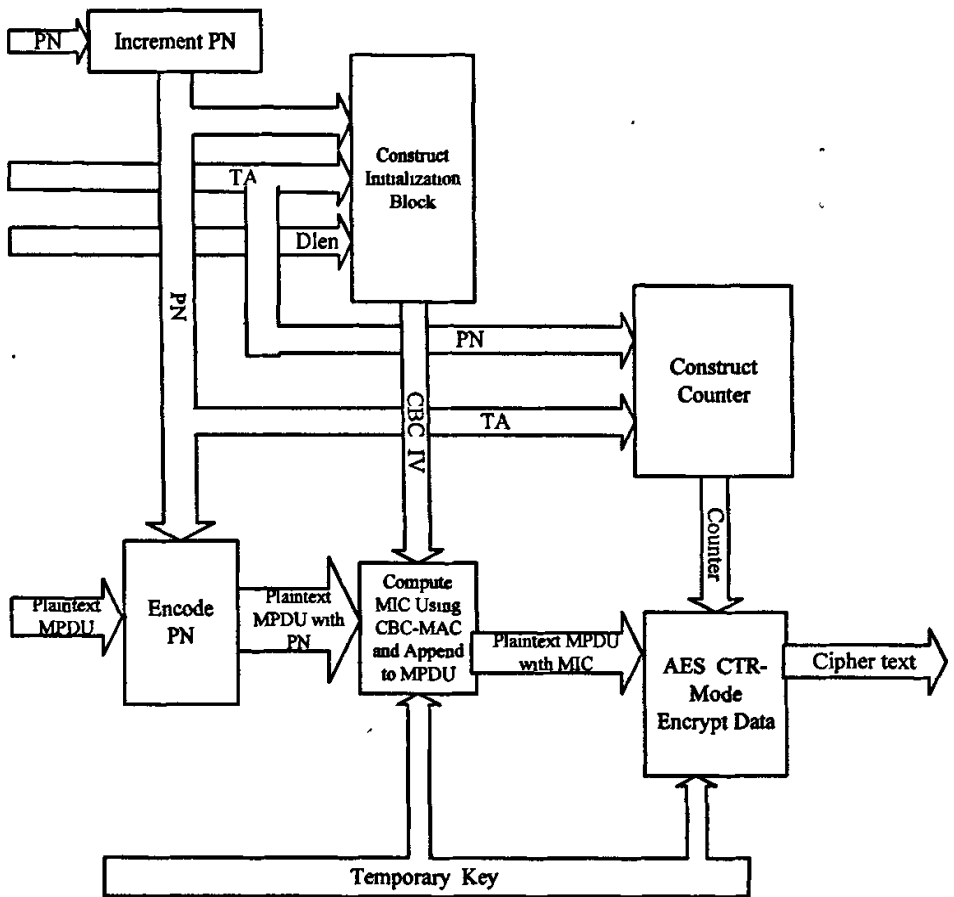 PN
Increment PN
Construct
Initialization
Block
TA
Dlen
PN
PN
Construct
Counter
CBC IV
TA
Counter
Plaintext
MPDU
Encode
PN
Plaintext
MPDU with
PN
Compute
MIC Using
CBC-MAC
and Append
to MPDU
Plaintext MPDU
with MIC
AES CTR-
Mode
Encrypt Data
Cipher text
Temporary Key